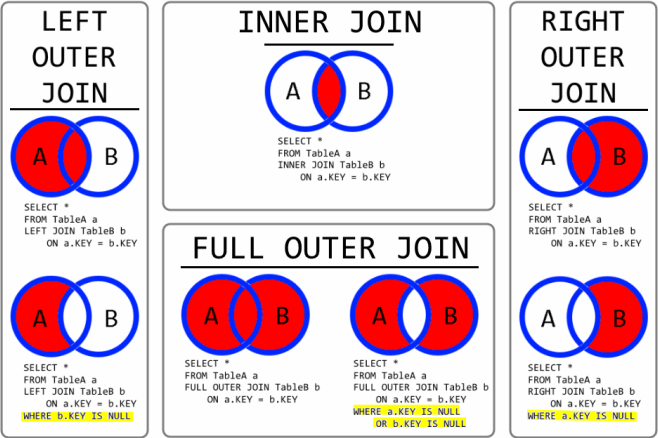 LEFT
OUTER
JOIN
A B
SELECT *
FROM TableA a
LEFT JOIN TableB b
ON a.KEY = b.KEY
A B
SELECT *
FROM TableA a
LEFT JOIN TableB b
ON a.KEY = b.KEY
WHERE b.KEY IS NULL
INNER JOIN
A B
SELECT *
FROM TableA a
INNER JOIN TableB b
ON a.KEY = b.KEY
FULL OUTER JOIN
A B
SELECT *
FROM TableA a
FULL OUTER JOIN TableB b
ON a.KEY = b.KEY
A B
SELECT *
FROM TableA a
FULL OUTER JOIN TableB b
ON a.KEY = b.KEY
WHERE a.KEY IS NULL
OR b.KEY IS NULL
RIGHT
OUTER
JOIN
A B
SELECT *
FROM TableA a
RIGHT JOIN TableB b
ON a.KEY = b.KEY
A B
SELECT *
FROM TableA a
RIGHT JOIN TableB b
ON a.KEY = b.KEY
WHERE a.KEY IS NULL